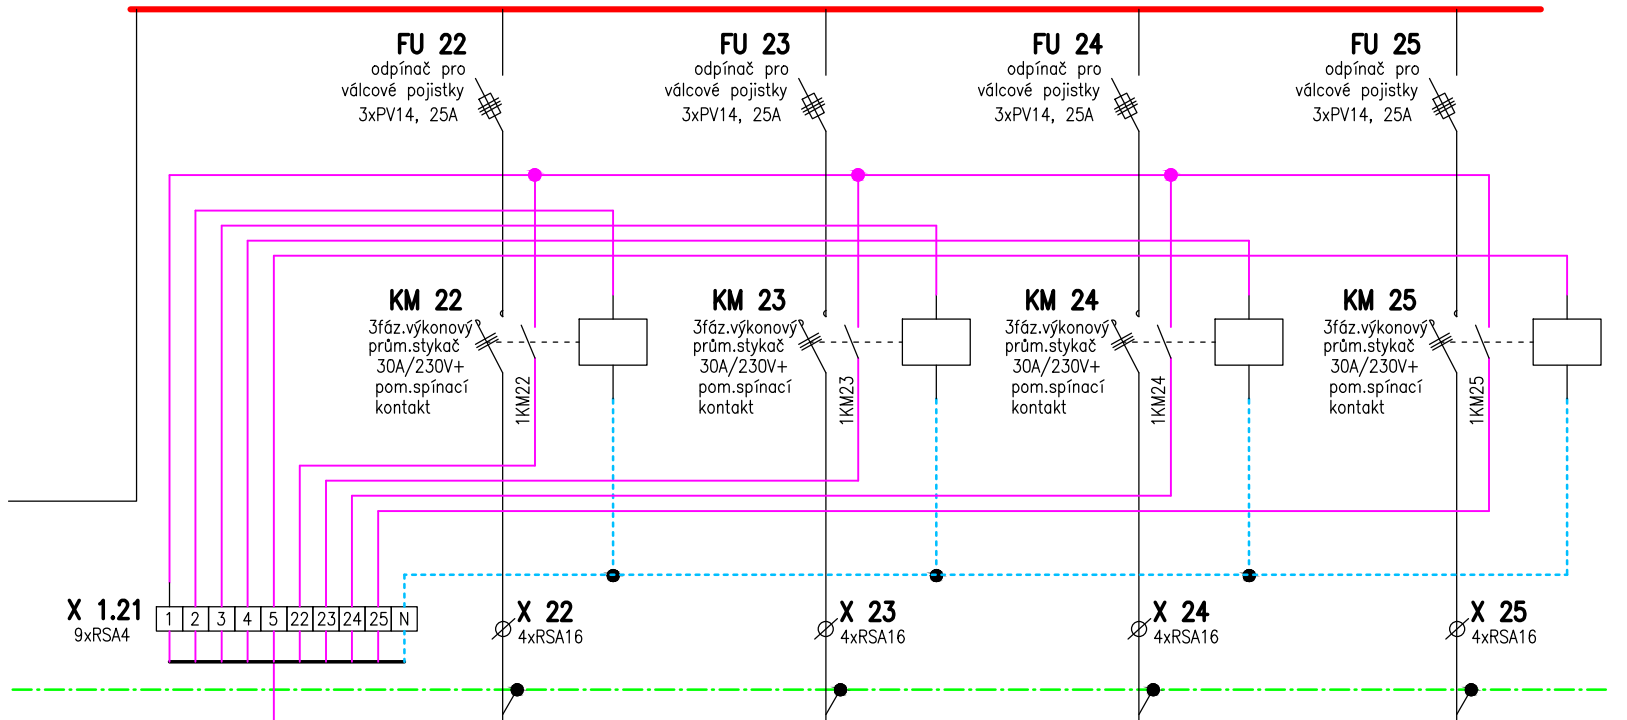 FU 22
odpínač pro
válcové pojistky
3xPV14, 25A
FU 23
odpínač pro
válcové pojistky
3xPV14, 25A
FU 24
odpínač pro
válcové pojistky
3xPV14, 25A
FU 25
odpínač pro
válcové pojistky
3xPV14, 25A
KM 22
3fáz.výkonový
prům.stykač
30A/230V+
pom.spínací
kontakt
1KM22
KM 23
3fáz.výkonový
prům.stykač
30A/230V+
pom.spínací
kontakt
1KM23
KM 24
3fáz.výkonový
prům.stykač
30A/230V+
pom.spínací
kontakt
1KM24
KM 25
3fáz.výkonový
prům.stykač
30A/230V+
pom.spínací
kontakt
1KM25
X 1.21
9xRSA4
1 2 3 4 5 22 23 24 25 N
X 22
4xRSA16
X 23
4xRSA16
X 24
4xRSA16
X 25
4xRSA16